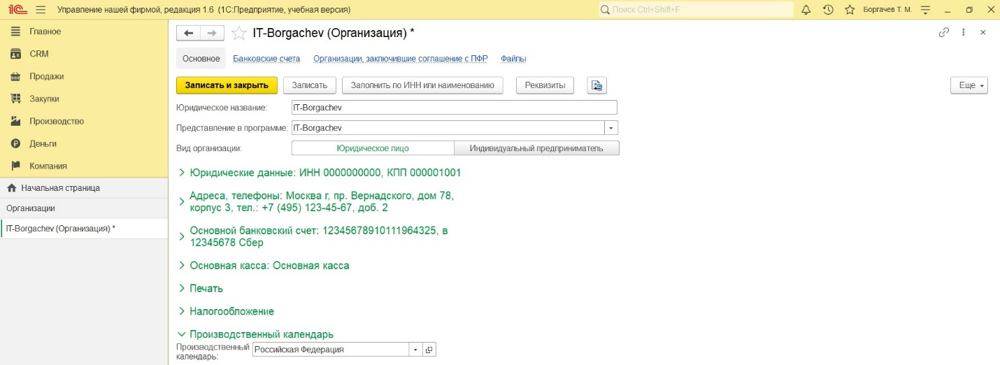 1С Управление нашей фирмой, редакция 1.6 (1С:Предприятие, учебная версия) Поиск Ctrl+Shift+F Боргачев Т. М.
Главное
CRM
Продажи
Закупки
Производство
Деньги
Компания
Начальная страница
Организации
IT-Borgachev (Организация) *
IT-Borgachev (Организация) *
Основное Банковские счета Организации, заключившие соглашение с ПФР Файлы
Записать и закрыть Записать Заполнить по ИНН или наименованию Реквизиты Еще
Юридическое название: IT-Borgachev
Представление в программе: IT-Borgachev
Вид организации: Юридическое лицо Индивидуальный предприниматель
Юридические данные: ИНН 0000000000, КПП 000001001
Адреса, телефоны: Москва г, пр. Вернадского, дом 78,
корпус 3, тел.: +7 (495) 123-45-67, доб. 2
Основной банковский счет: 12345678910111964325, в
12345678 Сбер
Основная касса: Основная касса
Печать
Налогообложение
Производственный календарь
Производственный Российская Федерация
календарь: